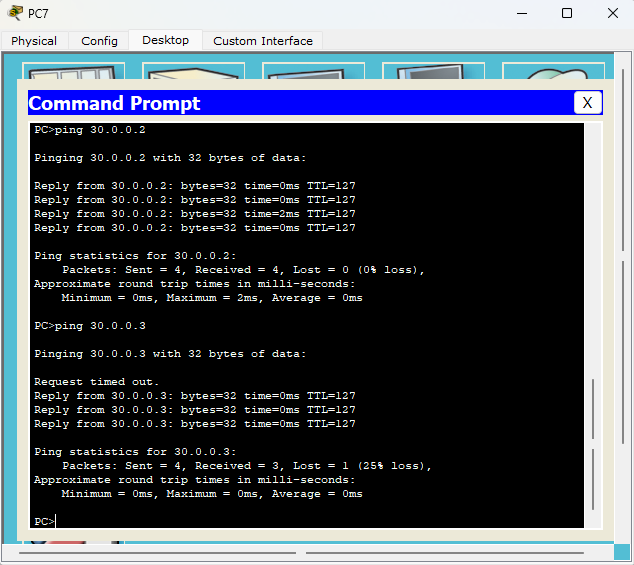 PC7
Physical Config Desktop Custom Interface
Command Prompt X
PC>ping 30.0.0.2
Pinging 30.0.0.2 with 32 bytes of data:
Reply from 30.0.0.2: bytes=32 time=0ms TTL=127
Reply from 30.0.0.2: bytes=32 time=0ms TTL=127
Reply from 30.0.0.2: bytes=32 time=2ms TTL=127
Reply from 30.0.0.2: bytes=32 time=0ms TTL=127
Ping statistics for 30.0.0.2:
Packets: Sent = 4, Received = 4, Lost = 0 (0% loss),
Approximate round trip times in milli-seconds:
Minimum = 0ms, Maximum = 2ms, Average = 0ms
PC>ping 30.0.0.3
Pinging 30.0.0.3 with 32 bytes of data:
Request timed out.
Reply from 30.0.0.3: bytes=32 time=0ms TTL=127
Reply from 30.0.0.3: bytes=32 time=0ms TTL=127
Reply from 30.0.0.3: bytes=32 time=0ms TTL=127
Ping statistics for 30.0.0.3:
Packets: Sent = 4, Received = 3, Lost = 1 (25% loss),
Approximate round trip times in milli-seconds:
Minimum = 0ms, Maximum = 0ms, Average = 0ms
PC>